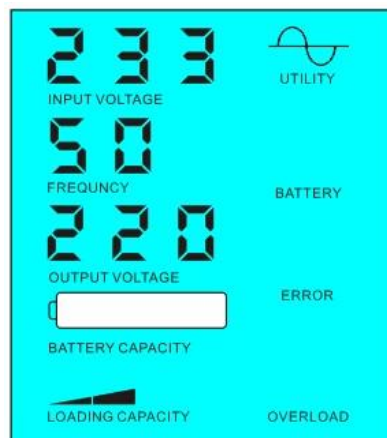 233
UTILITY
INPUT VOLTAGE
50
FREQUNCY
BATTERY
220
OUTPUT VOLTAGE
ERROR
BATTERY CAPACITY
LOADING CAPACITY
OVERLOAD